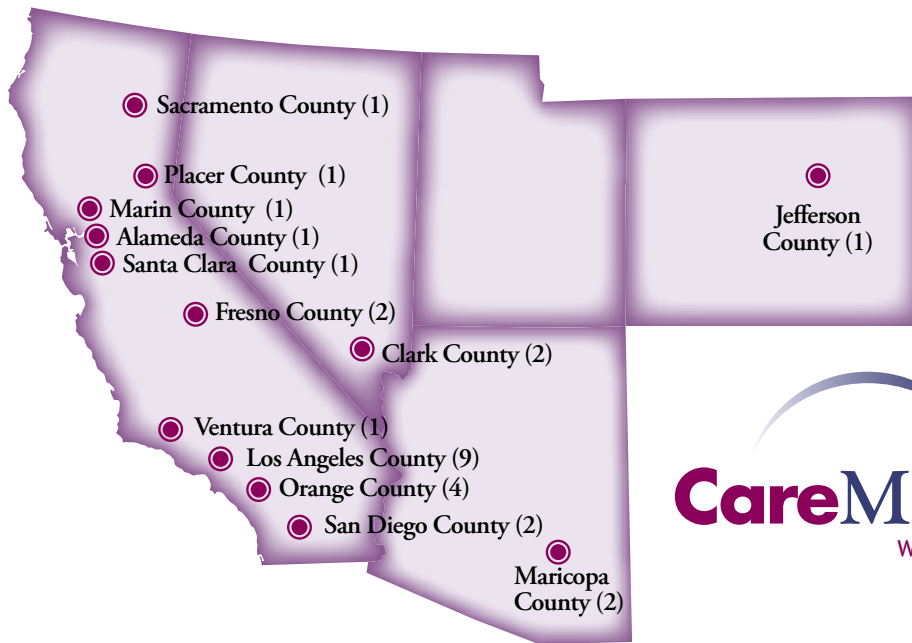 Sacramento County (1)
Placer County (1)
Marin County (1)
Alameda County (1)
Santa Clara County (1)
Fresno County (2)
Clark County (2)
Ventura County (1)
Los Angeles County (9)
Orange County (4)
San Diego County (2)
Maricopa
County (2)
Jefferson
County (1)
CareM
W